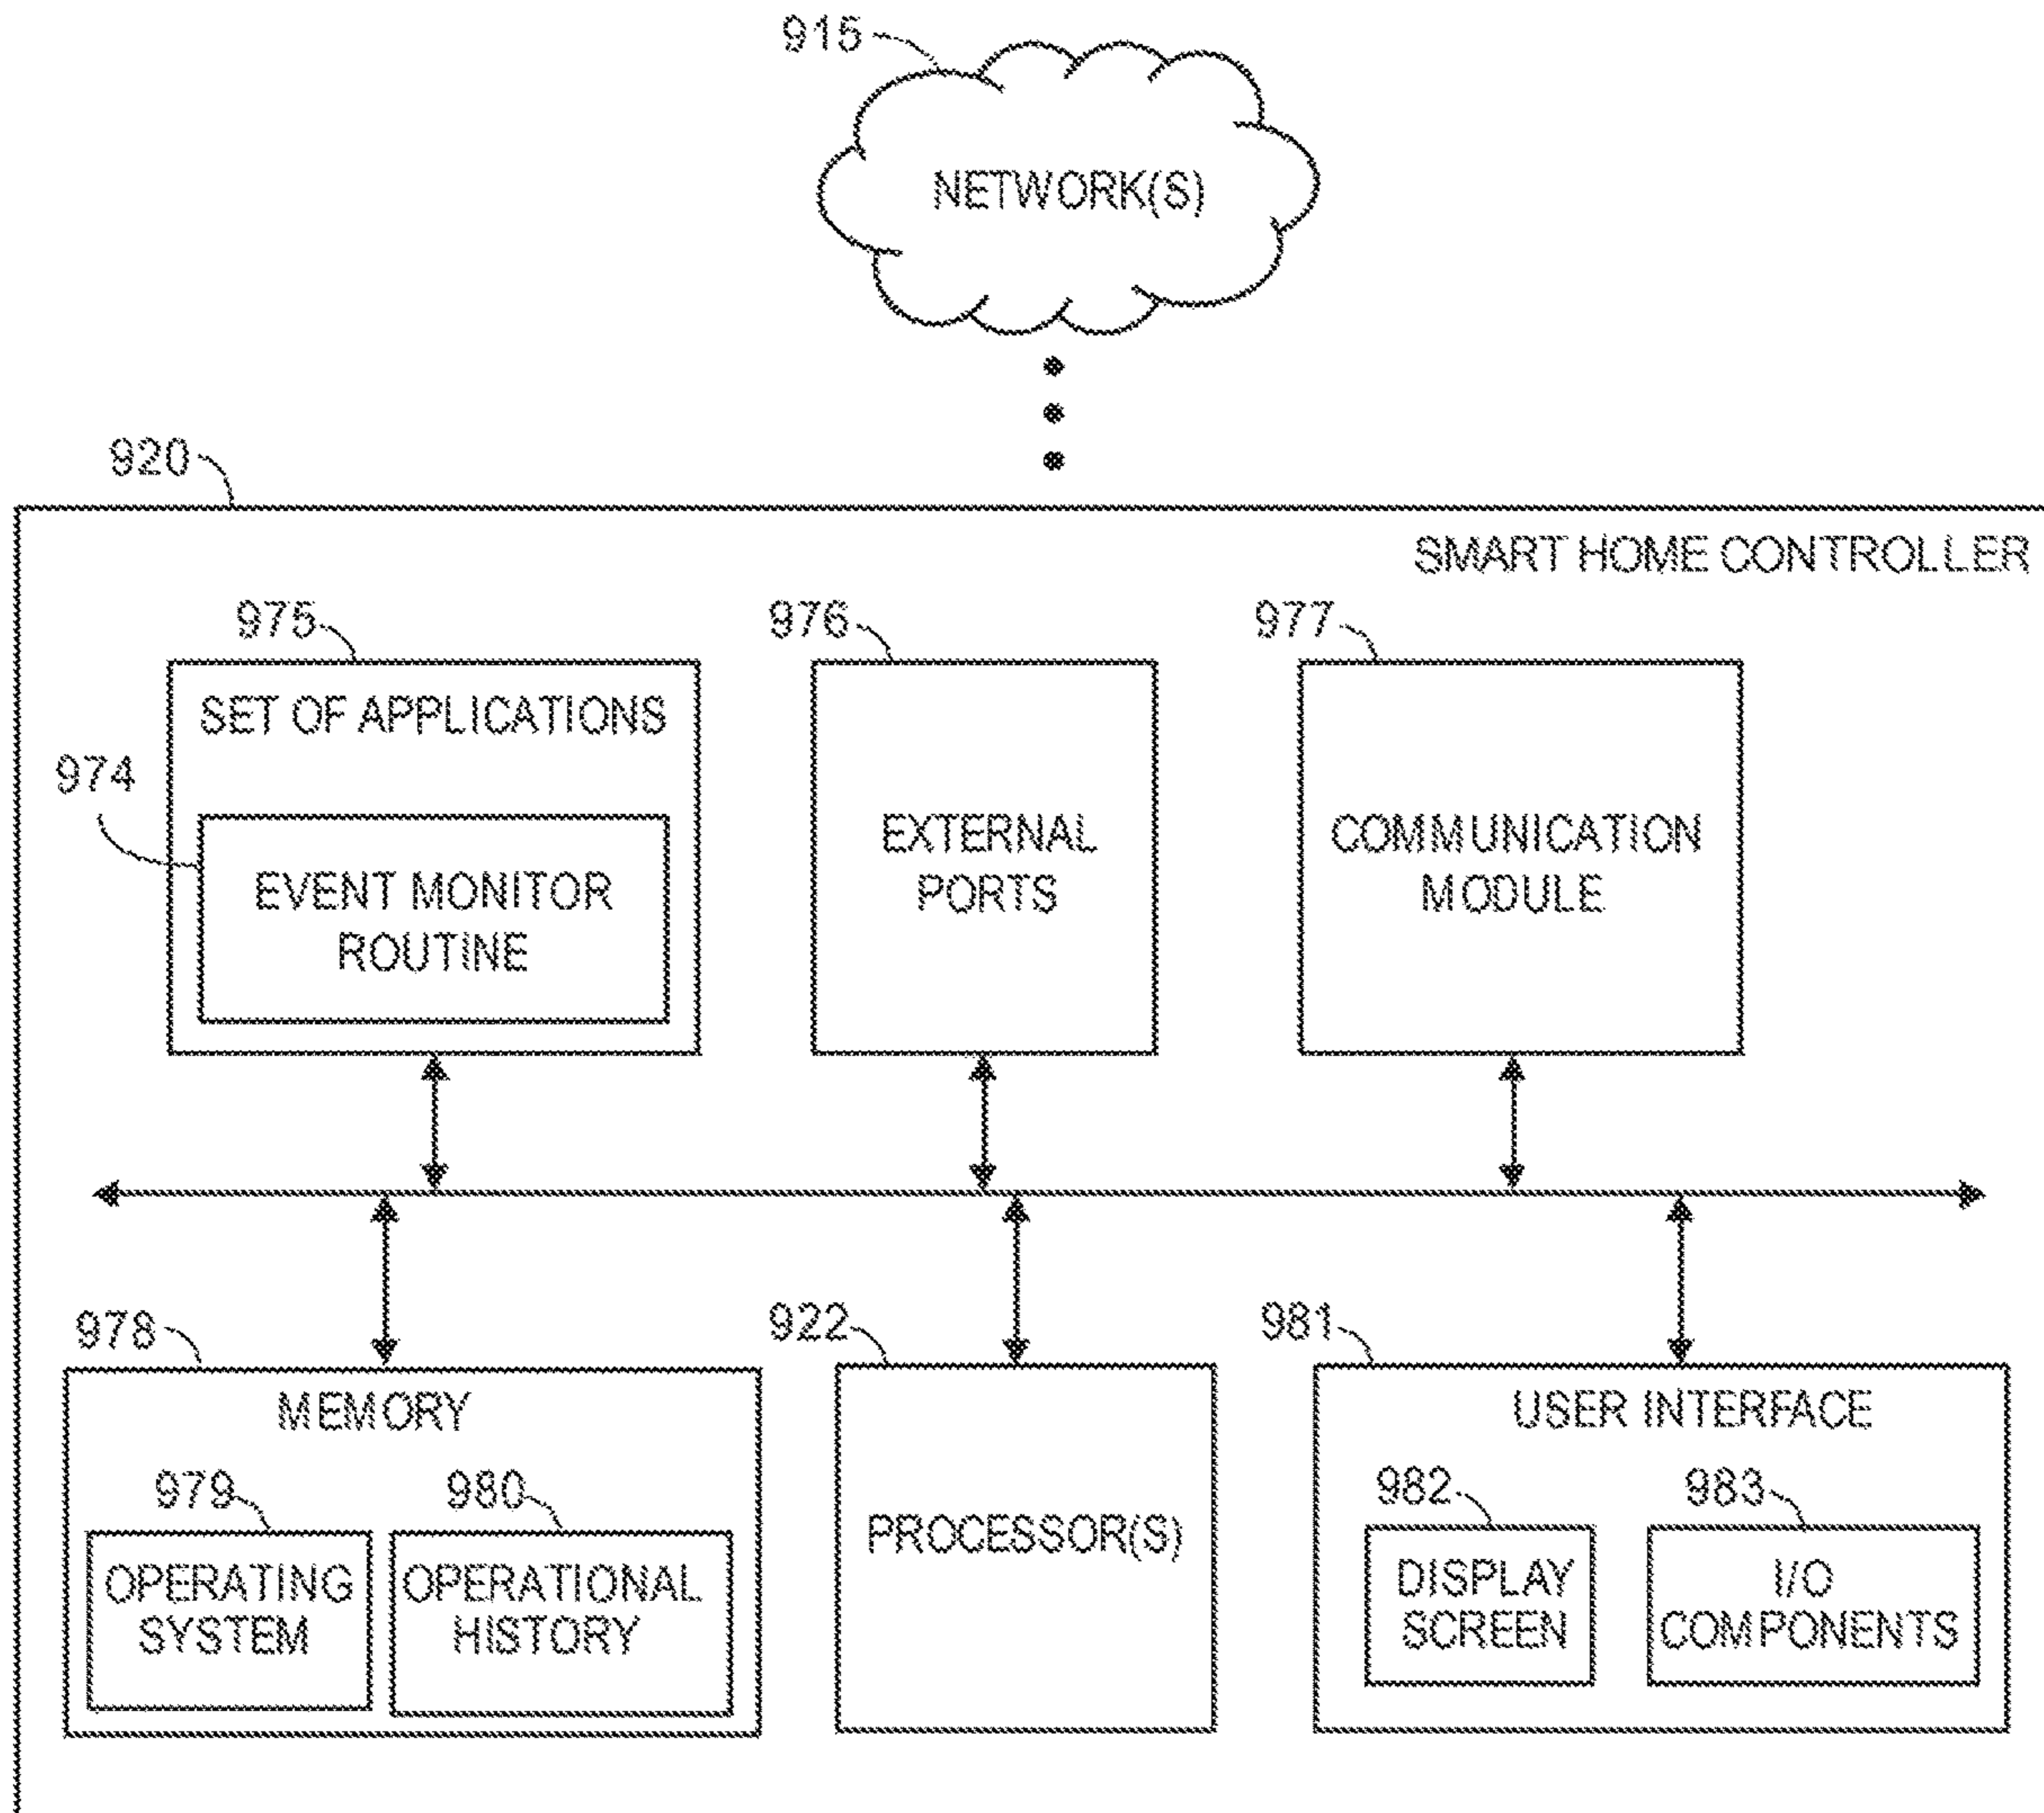 915
NETWORK(S)
920
SMART HOME CONTROLLER
975
SET OF APPLICATIONS
974
EVENT MONITOR
ROUTINE
976
EXTERNAL
PORTS
977
COMMUNICATION
MODULE
978
MEMORY
979
OPERATING
SYSTEM
980
OPERATIONAL
HISTORY
922
PROCESSOR(S)
981
USER INTERFACE
982
DISPLAY
SCREEN
983
I/O
COMPONENTS